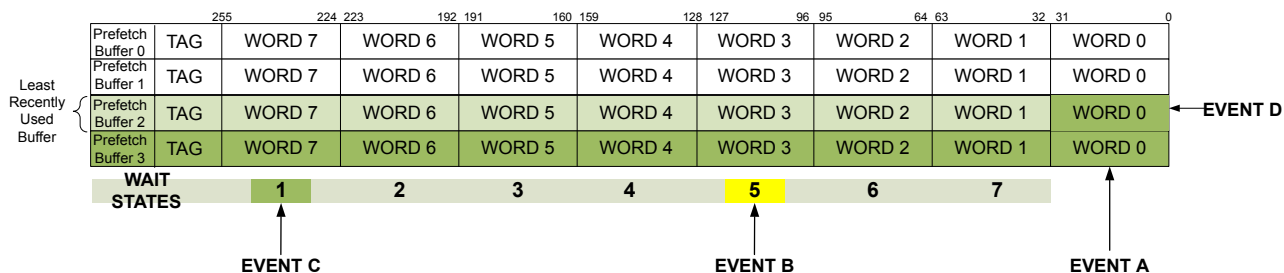 255 224 223 192 191 160 159 128 127 96 95 64 63 32 31 0
Prefetch Buffer 0 TAG WORD 7 WORD 6 WORD 5 WORD 4 WORD 3 WORD 2 WORD 1 WORD 0
Prefetch Buffer 1 TAG WORD 7 WORD 6 WORD 5 WORD 4 WORD 3 WORD 2 WORD 1 WORD 0
Least Recently Used Buffer
Prefetch Buffer 2 TAG WORD 7 WORD 6 WORD 5 WORD 4 WORD 3 WORD 2 WORD 1 WORD 0 EVENT D
Prefetch Buffer 3 TAG WORD 7 WORD 6 WORD 5 WORD 4 WORD 3 WORD 2 WORD 1 WORD 0
WAIT STATES 1 2 3 4 5 6 7
EVENT C EVENT B EVENT A